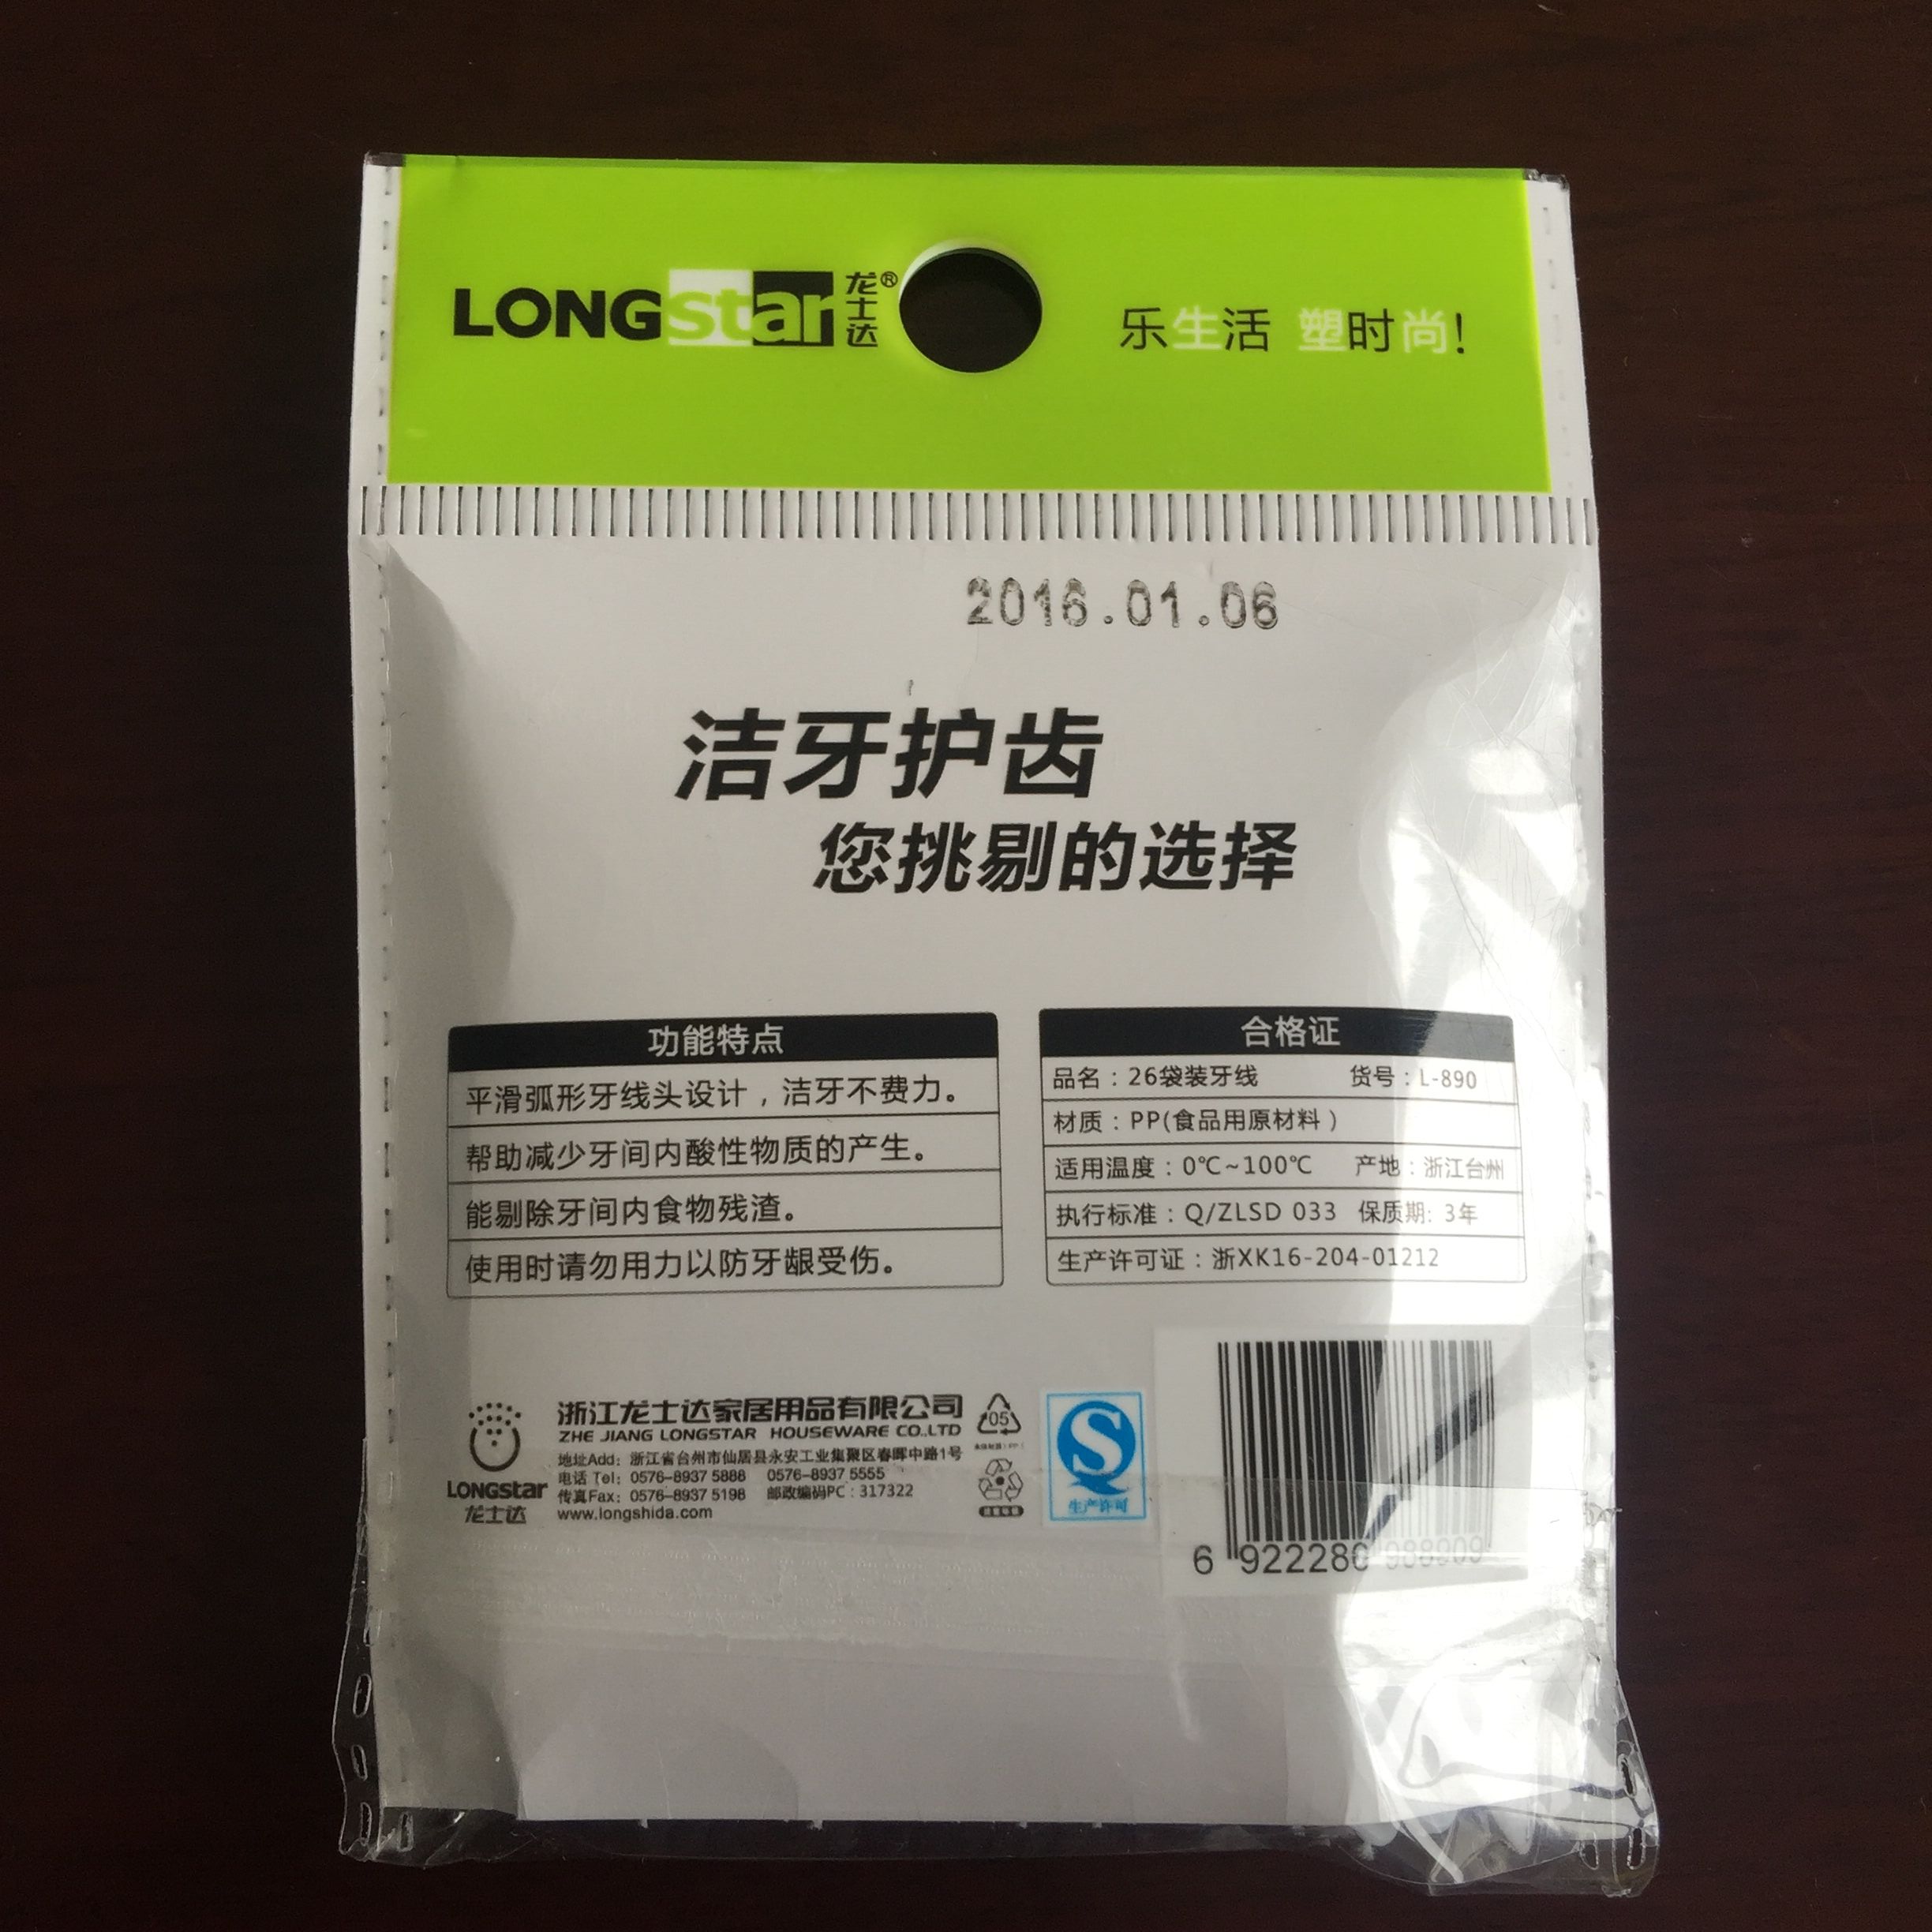 LONGstar 龙士达®
乐生活 塑时尚!
2016.01.06
洁牙护齿
您挑剔的选择
功能特点
平滑弧形牙线头设计，洁牙不费力。
帮助减少牙间内酸性物质的产生。
能剔除牙间内食物残渣。
使用时请勿用力以防牙龈受伤。
合格证
品名：26袋装牙线 货号：L-890
材质：PP(食品用原材料）
适用温度：0℃~100℃ 产地：浙江台州
执行标准：Q/ZLSD 033 保质期: 3年
生产许可证：浙XK16-204-01212
LONGstar
龙士达
浙江龙士达家居用品有限公司
ZHE JIANG LONGSTAR HOUSEWARE CO.,LTD
地址Add：浙江省台州市仙居县永安工业集聚区春晖中路1号
电话 Tel：0576-8937 5888 0576-8937 5555
传真Fax：0576-8937 5198 邮政编码PC：317322
www.longshida.com
05
生产许可
6 922280 988909